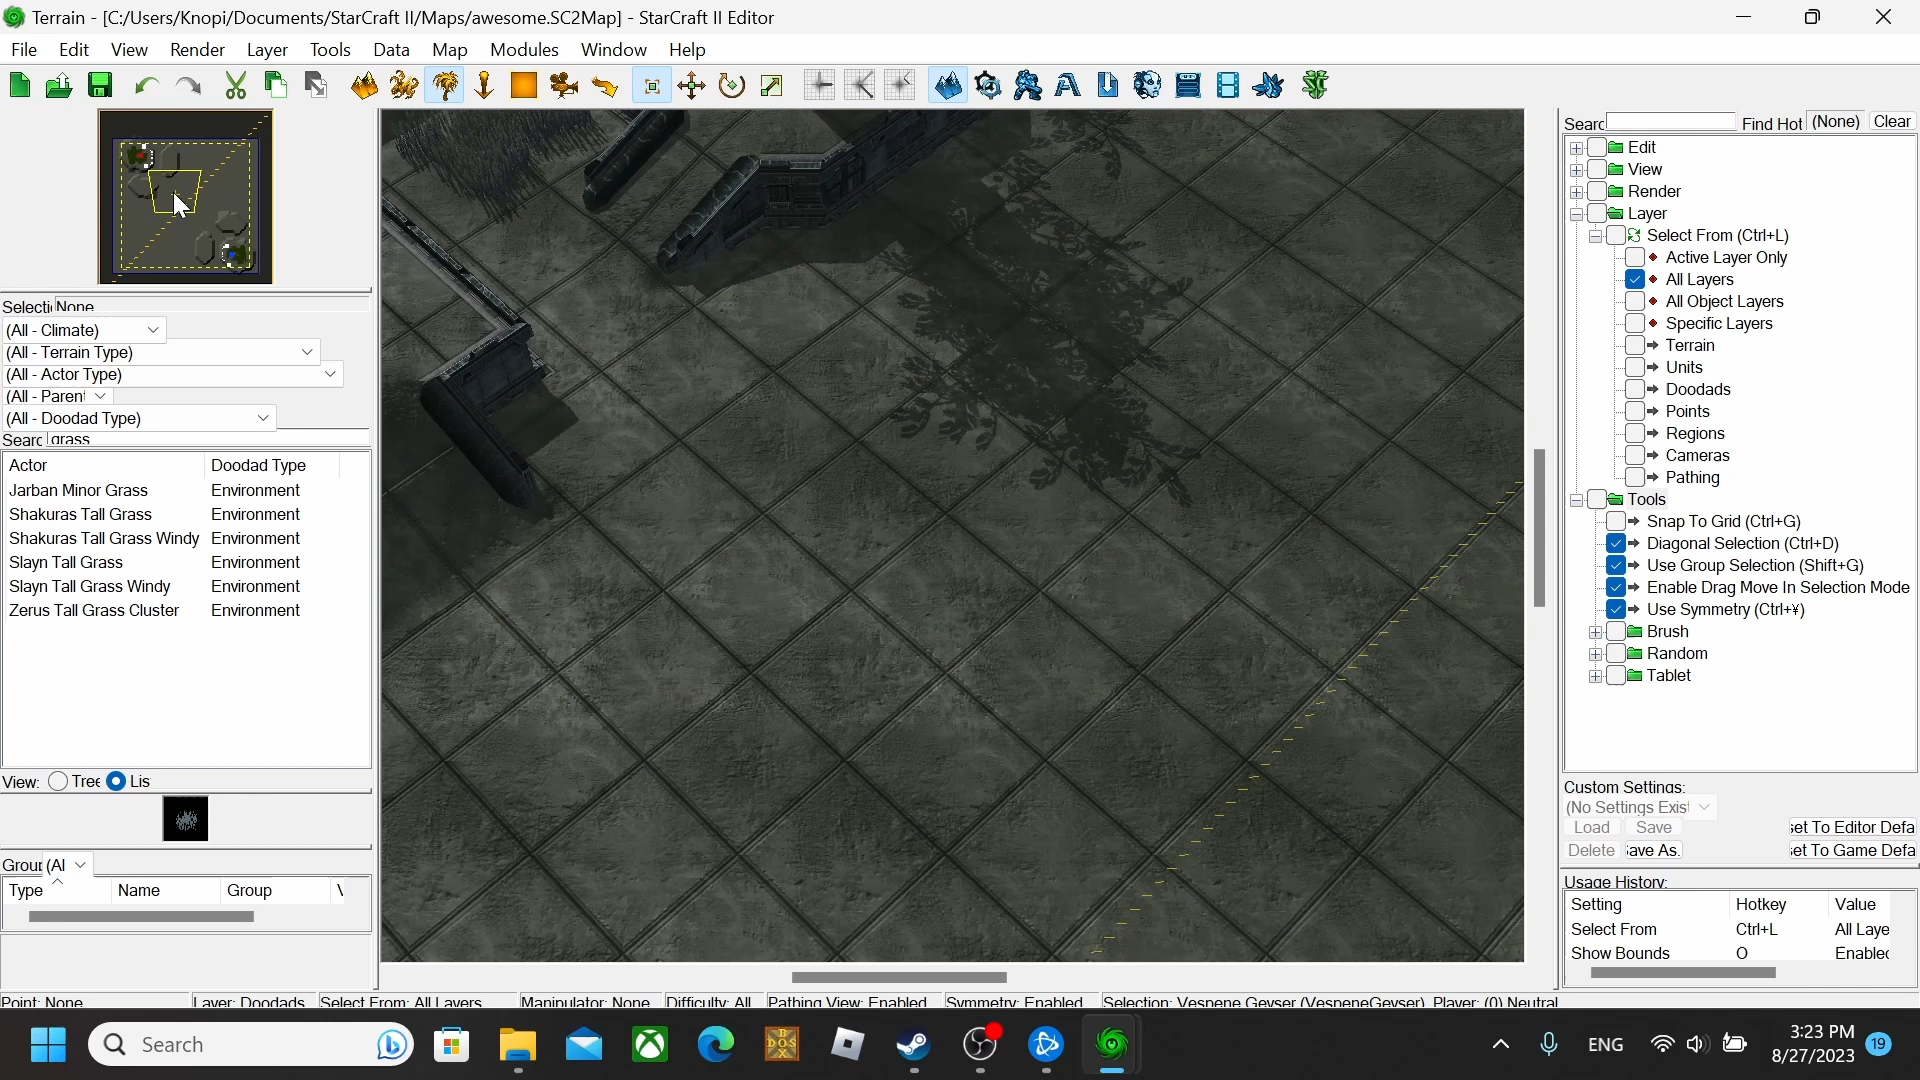 Terrain - [C:/Users/Knopi/Documents/StarCraft II/Maps/awesome.SC2Map] - StarCraft II Editor
File Edit View Render Layer Tools Data Map Modules Window Help
Selecti None
(All - Climate)
(All - Terrain Type)
(All - Actor Type)
(All - Parent
(All - Doodad Type)
Searc grass
Actor Doodad Type
Jarban Minor Grass Environment
Shakuras Tall Grass Environment
Shakuras Tall Grass Windy Environment
Slayn Tall Grass Environment
Slayn Tall Grass Windy Environment
Zerus Tall Grass Cluster Environment
View: Tree Lis
Group (Al
Type Name Group V
Searc Find Hot (None) Clear
Edit
View
Render
Layer
Select From (Ctrl+L)
Active Layer Only
All Layers
All Object Layers
Specific Layers
Terrain
Units
Doodads
Points
Regions
Cameras
Pathing
Tools
Snap To Grid (Ctrl+G)
Diagonal Selection (Ctrl+D)
Use Group Selection (Shift+G)
Enable Drag Move In Selection Mode
Use Symmetry (Ctrl+¥)
Brush
Random
Tablet
Custom Settings:
(No Settings Exist
Load Save set To Editor Defa
Delete save As. set To Game Defa
Usage History:
Setting Hotkey Value
Select From Ctrl+L All Laye
Show Bounds O Enabled
Point: None Layer: Doodads Select From: All Layers Manipulator: None Difficulty: All Pathing View: Enabled Symmetry: Enabled Selection: Vespene Geyser (VespeneGeyser) Player: (0) Neutral
Search DOS BOX ENG 3:23 PM 19
8/27/2023